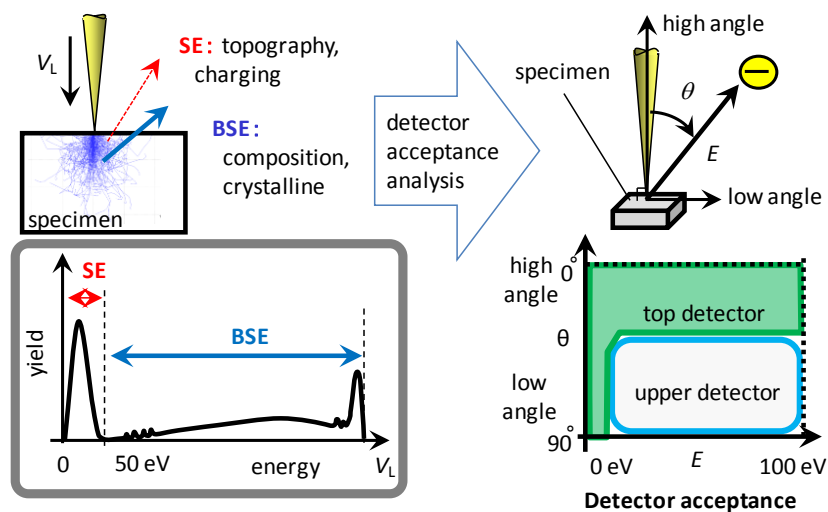 V_L
SE: topography,
charging
BSE:
composition,
crystalline
specimen
detector
acceptance
analysis
high angle
specimen
θ
−
E
low angle
SE
BSE
yield
0
50 eV
energy
V_L
high
angle
0°
top detector
θ
low
angle
upper detector
90°
0 eV
E
100 eV
Detector acceptance